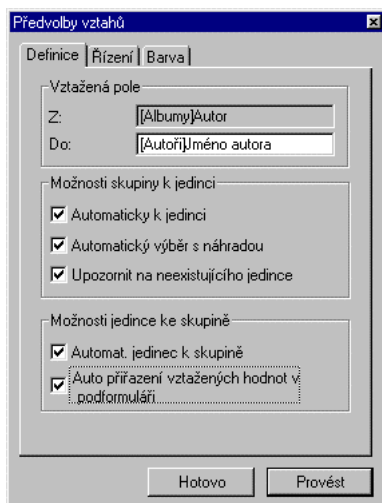 Předvolby vztahů
Definice Řízení Barva
Vztažená pole
Z: [Albumy]Autor
Do: [Autoři]Jméno autora
Možnosti skupiny k jedinci
Automaticky k jedinci
Automatický výběr s náhradou
Upozornit na neexistujícího jedince
Možnosti jedince ke skupině
Automat. jedinec k skupině
Auto přiřazení vztažených hodnot v
podformuláři
Hotovo Provést